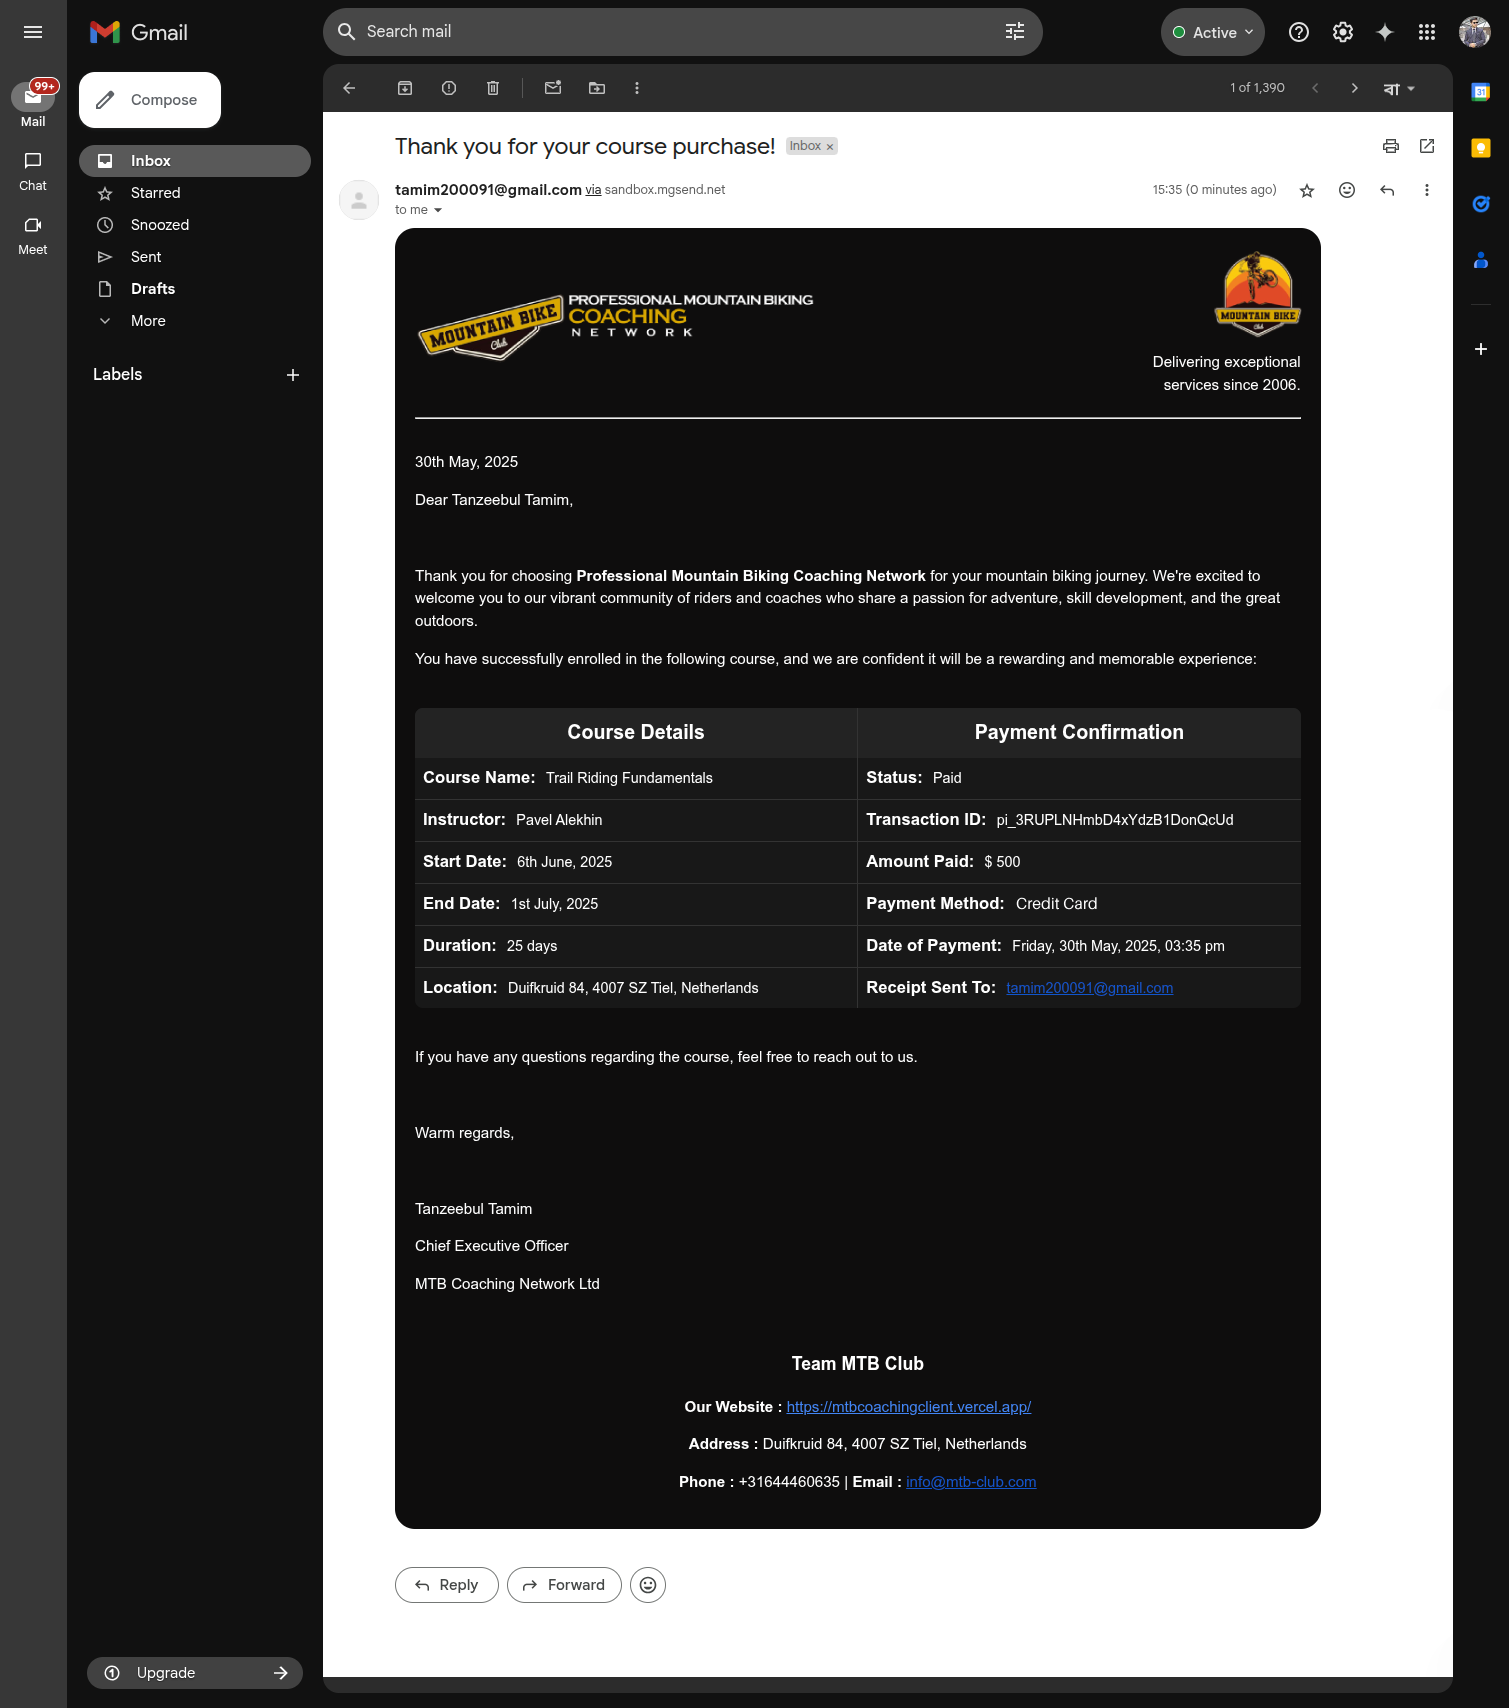 Gmail
Search mail
Active
99+
Mail
Chat
Meet
Compose
Inbox
Starred
Snoozed
Sent
Drafts
More
Labels
Upgrade
1 of 1,390
বা
31
Thank you for your course purchase!
Inbox ×
tamim200091@gmail.com via sandbox.mgsend.net
15:35 (0 minutes ago)
to me
MOUNTAIN BIKE
Club
PROFESSIONAL MOUNTAIN BIKING
COACHING
NETWORK
MOUNTAIN BIKE
Club
Delivering exceptional
services since 2006.
30th May, 2025
Dear Tanzeebul Tamim,
Thank you for choosing Professional Mountain Biking Coaching Network for your mountain biking journey. We're excited to
welcome you to our vibrant community of riders and coaches who share a passion for adventure, skill development, and the great
outdoors.
You have successfully enrolled in the following course, and we are confident it will be a rewarding and memorable experience:
Course Details Payment Confirmation
Course Name: Trail Riding Fundamentals Status: Paid
Instructor: Pavel Alekhin Transaction ID: pi_3RUPLNHmbD4xYdzB1DonQcUd
Start Date: 6th June, 2025 Amount Paid: $ 500
End Date: 1st July, 2025 Payment Method: Credit Card
Duration: 25 days Date of Payment: Friday, 30th May, 2025, 03:35 pm
Location: Duifkruid 84, 4007 SZ Tiel, Netherlands Receipt Sent To: tamim200091@gmail.com
If you have any questions regarding the course, feel free to reach out to us.
Warm regards,
Tanzeebul Tamim
Chief Executive Officer
MTB Coaching Network Ltd
Team MTB Club
Our Website : https://mtbcoachingclient.vercel.app/
Address : Duifkruid 84, 4007 SZ Tiel, Netherlands
Phone : +31644460635 | Email : info@mtb-club.com
Reply
Forward